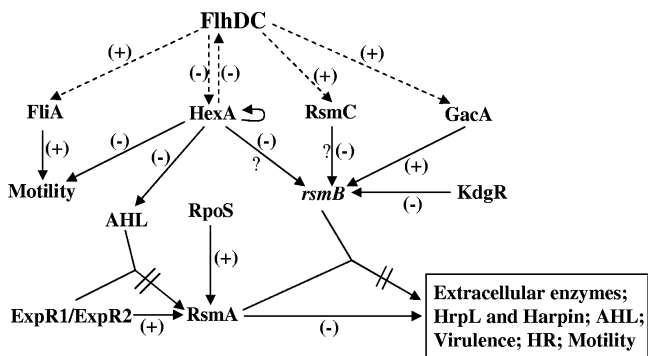 FlhDC
(+)
(-)
(-)
(+)
(+)
FliA
HexA
RsmC
GacA
(+)
(-)
(-)
(-)
?
?
(-)
(+)
Motility
rsmB
KdgR
(-)
AHL
RpoS
(+)
ExpR1/ExpR2
(+)
RsmA
(-)
Extracellular enzymes;
HrpL and Harpin; AHL;
Virulence; HR; Motility